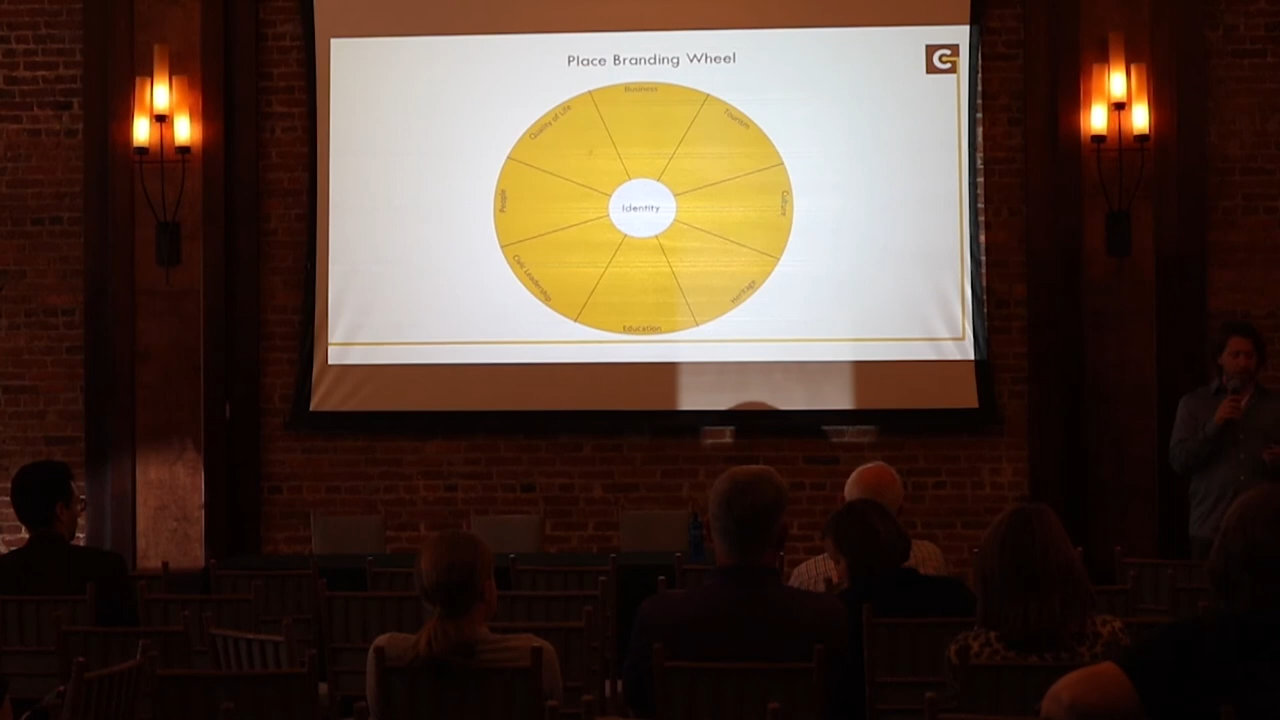 Place Branding Wheel
C
Business
Tourism
Culture
Heritage
Education
Civic Leadership
People
Quality of Life
Identity